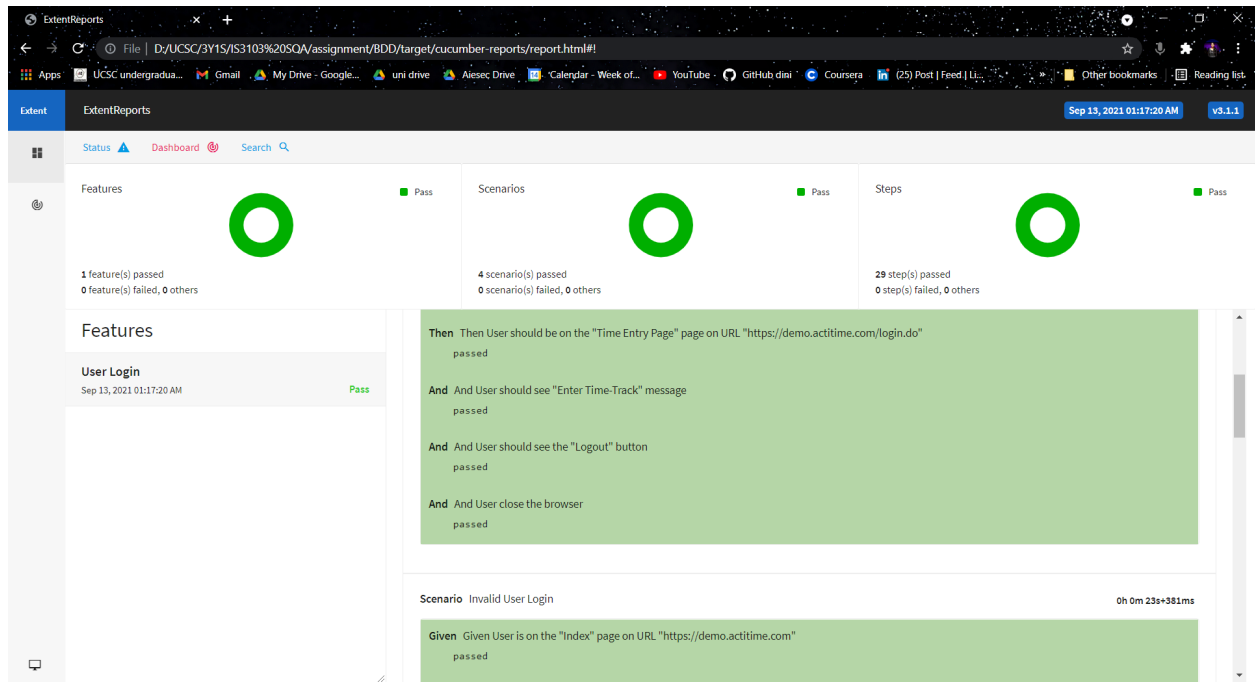 ExtentReports
File | D:/UCSC/3Y1S/IS3103%20SQA/assignment/BDD/target/cucumber-reports/report.html#!
Apps UCSC undergradua... Gmail My Drive - Google... uni drive Aiesec Drive Calendar - Week of... YouTube GitHub dini Coursera (25) Post | Feed | Li... » Other bookmarks Reading list
Extent ExtentReports Sep 13, 2021 01:17:20 AM v3.1.1
Status Dashboard Search
Features Pass Scenarios Pass Steps Pass
1 feature(s) passed 4 scenario(s) passed 29 step(s) passed
0 feature(s) failed, 0 others 0 scenario(s) failed, 0 others 0 step(s) failed, 0 others
Features
User Login
Sep 13, 2021 01:17:20 AM Pass
Then Then User should be on the "Time Entry Page" page on URL "https://demo.actitime.com/login.do"
passed
And And User should see "Enter Time-Track" message
passed
And And User should see the "Logout" button
passed
And And User close the browser
passed
Scenario Invalid User Login 0h 0m 23s+381ms
Given Given User is on the "Index" page on URL "https://demo.actitime.com"
passed